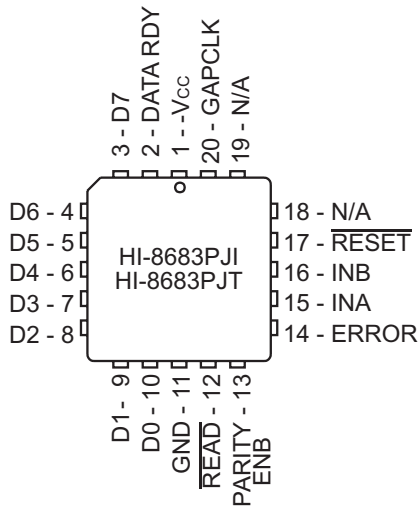 3 - D7
2 - DATA RDY
1 --Vcc
20 - GAPCLK
19 - N/A
D6 - 4
D5 - 5
D4 - 6
D3 - 7
D2 - 8
HI-8683PJI
HI-8683PJT
18 - N/A
17 - RESET
16 - INB
15 - INA
14 - ERROR
D1- 9
D0 - 10
GND - 11
READ - 12
PARITY - 13
ENB